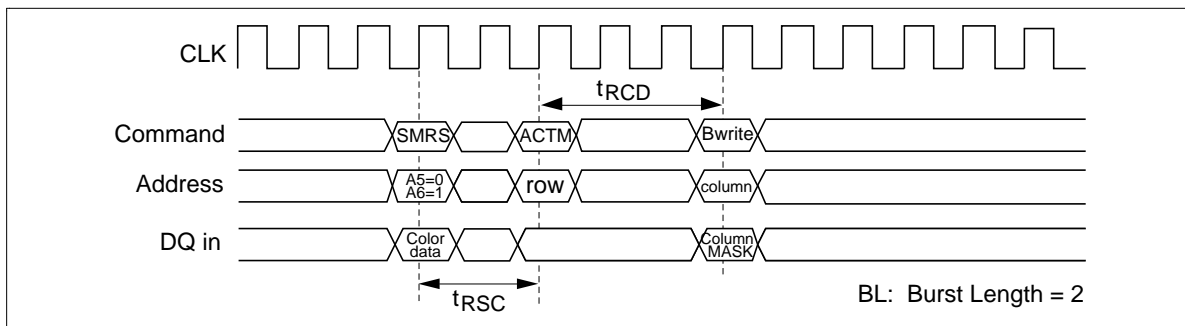 CLK
tRCD
Command
SMRS
ACTM
Bwrite
Address
A5=0
A6=1
row
column
DQ in
Color
data
Column
MASK
tRSC
BL: Burst Length = 2